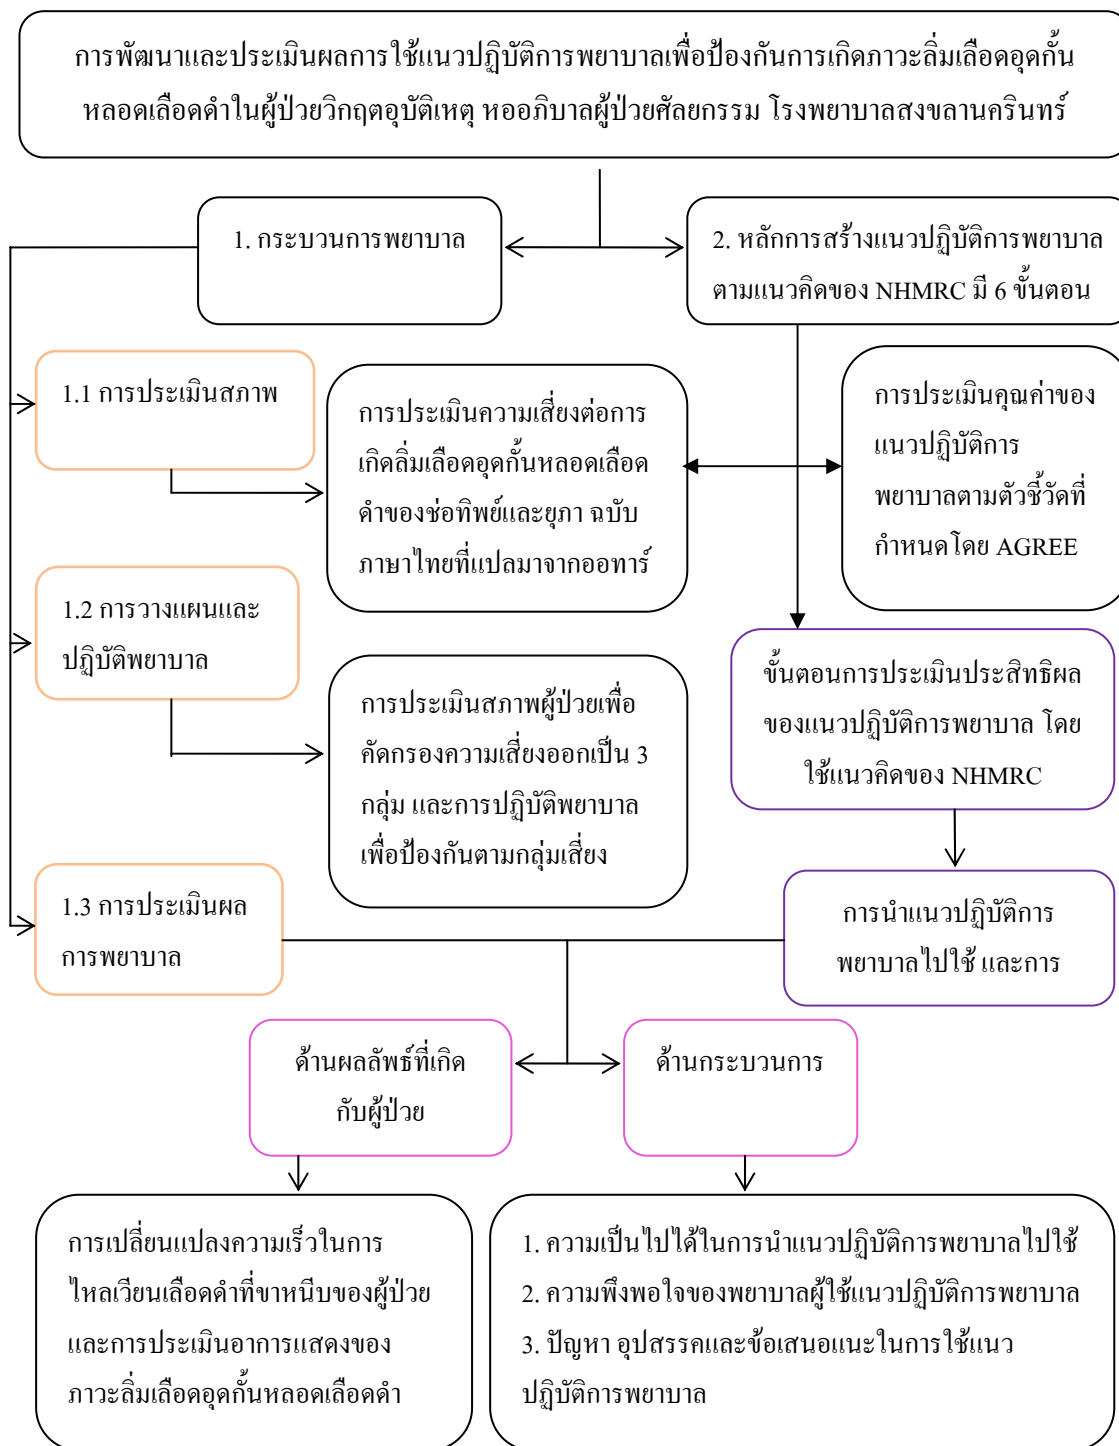 การพัฒนาและประเมินผลการใช้แนวปฏิบัติการพยาบาลเพื่อป้องกันการเกิดภาวะลิ่มเลือดอุดกั้น
หลอดเลือดดำในผู้ป่วยวิกฤตอุบัติเหตุ หออภิบาลผู้ป่วยศัลยกรรม โรงพยาบาลสงขลานครินทร์
1. กระบวนการพยาบาล
2. หลักการสร้างแนวปฏิบัติการพยาบาล
ตามแนวคิดของ NHMRC มี 6 ขั้นตอน
1.1 การประเมินสภาพ
การประเมินความเสี่ยงต่อการ
เกิดลิ่มเลือดอุดกั้นหลอดเลือด
ดำของช่อทิพย์และยุภา ฉบับ
ภาษาไทยที่แปลมาจากออทาร์
การประเมินคุณค่าของ
แนวปฏิบัติการ
พยาบาลตามตัวชี้วัดที่
กำหนดโดย AGREE
1.2 การวางแผนและ
ปฏิบัติพยาบาล
การประเมินสภาพผู้ป่วยเพื่อ
คัดกรองความเสี่ยงออกเป็น 3
กลุ่ม และการปฏิบัติพยาบาล
เพื่อป้องกันตามกลุ่มเสี่ยง
ขั้นตอนการประเมินประสิทธิผล
ของแนวปฏิบัติการพยาบาล โดย
ใช้แนวคิดของ NHMRC
1.3 การประเมินผล
การพยาบาล
การนำแนวปฏิบัติการ
พยาบาลไปใช้ และการ
ด้านผลลัพธ์ที่เกิด
กับผู้ป่วย
ด้านกระบวนการ
การเปลี่ยนแปลงความเร็วในการ
ไหลเวียนเลือดดำที่ขาหนีบของผู้ป่วย
และการประเมินอาการแสดงของ
ภาวะลิ่มเลือดอุดกั้นหลอดเลือดดำ
1. ความเป็นไปได้ในการนำแนวปฏิบัติการพยาบาลไปใช้
2. ความพึงพอใจของพยาบาลผู้ใช้แนวปฏิบัติการพยาบาล
3. ปัญหา อุปสรรคและข้อเสนอแนะในการใช้แนว
ปฏิบัติการพยาบาล